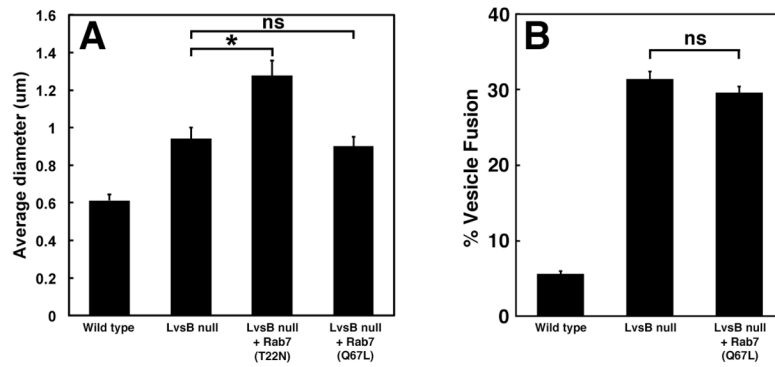 A
Average diameter (um)
1.6
1.4
1.2
1
0.8
0.6
0.4
0.2
0
ns
*
Wild type
LvsB null
LvsB null
+ Rab7
(T22N)
LvsB null
+ Rab7
(Q67L)
B
% Vesicle Fusion
40
30
20
10
0
ns
Wild type
LvsB null
LvsB null
+ Rab7
(Q67L)